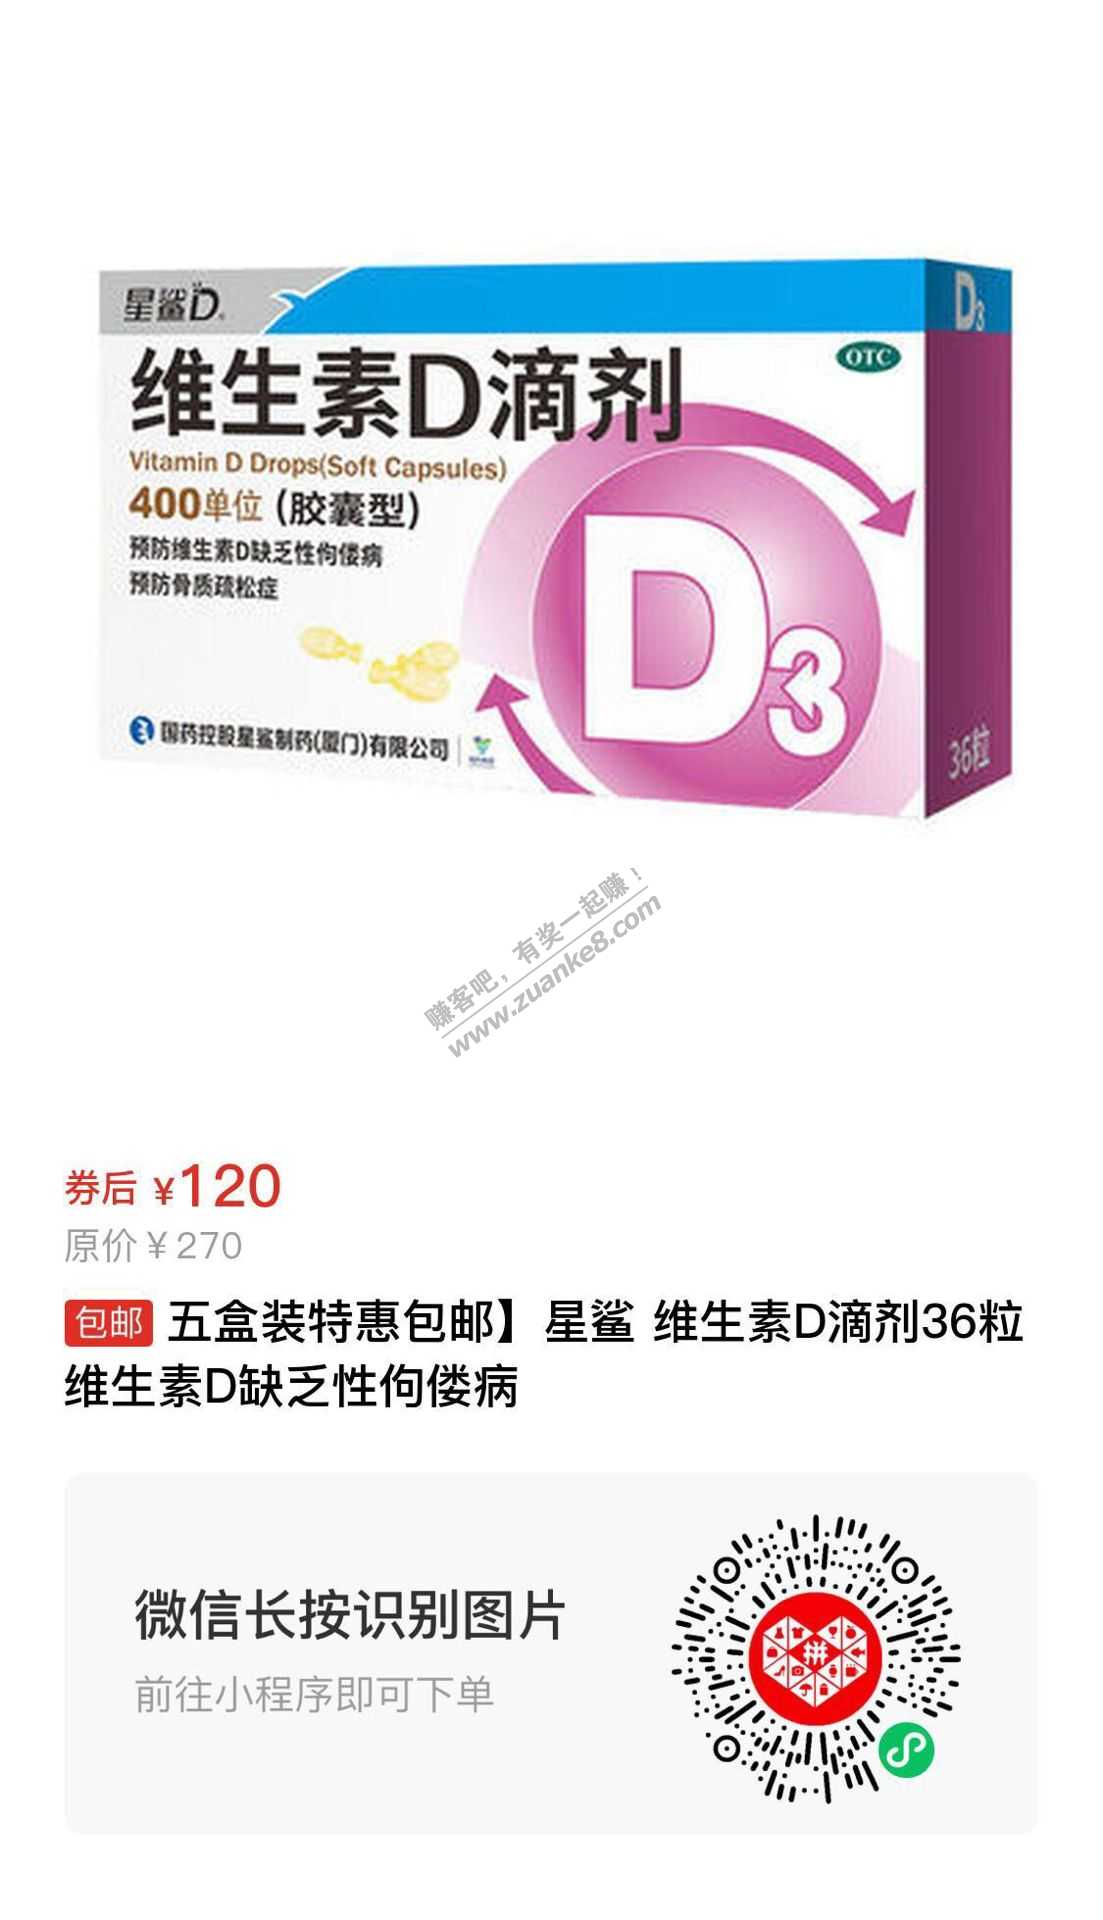 星鲨D
D3
维生素D滴剂
OTC
Vitamin D Drops(Soft Capsules)
400单位 (胶囊型)
预防维生素D缺乏性佝偻病
预防骨质疏松症
D3
国药控股星鲨制药(厦门)有限公司
36粒
赚客吧，有奖一起赚！
www.zuanke8.com
券后 ¥120
原价 ¥270
包邮 五盒装特惠包邮】星鲨 维生素D滴剂36粒
维生素D缺乏性佝偻病
微信长按识别图片
前往小程序即可下单
拼